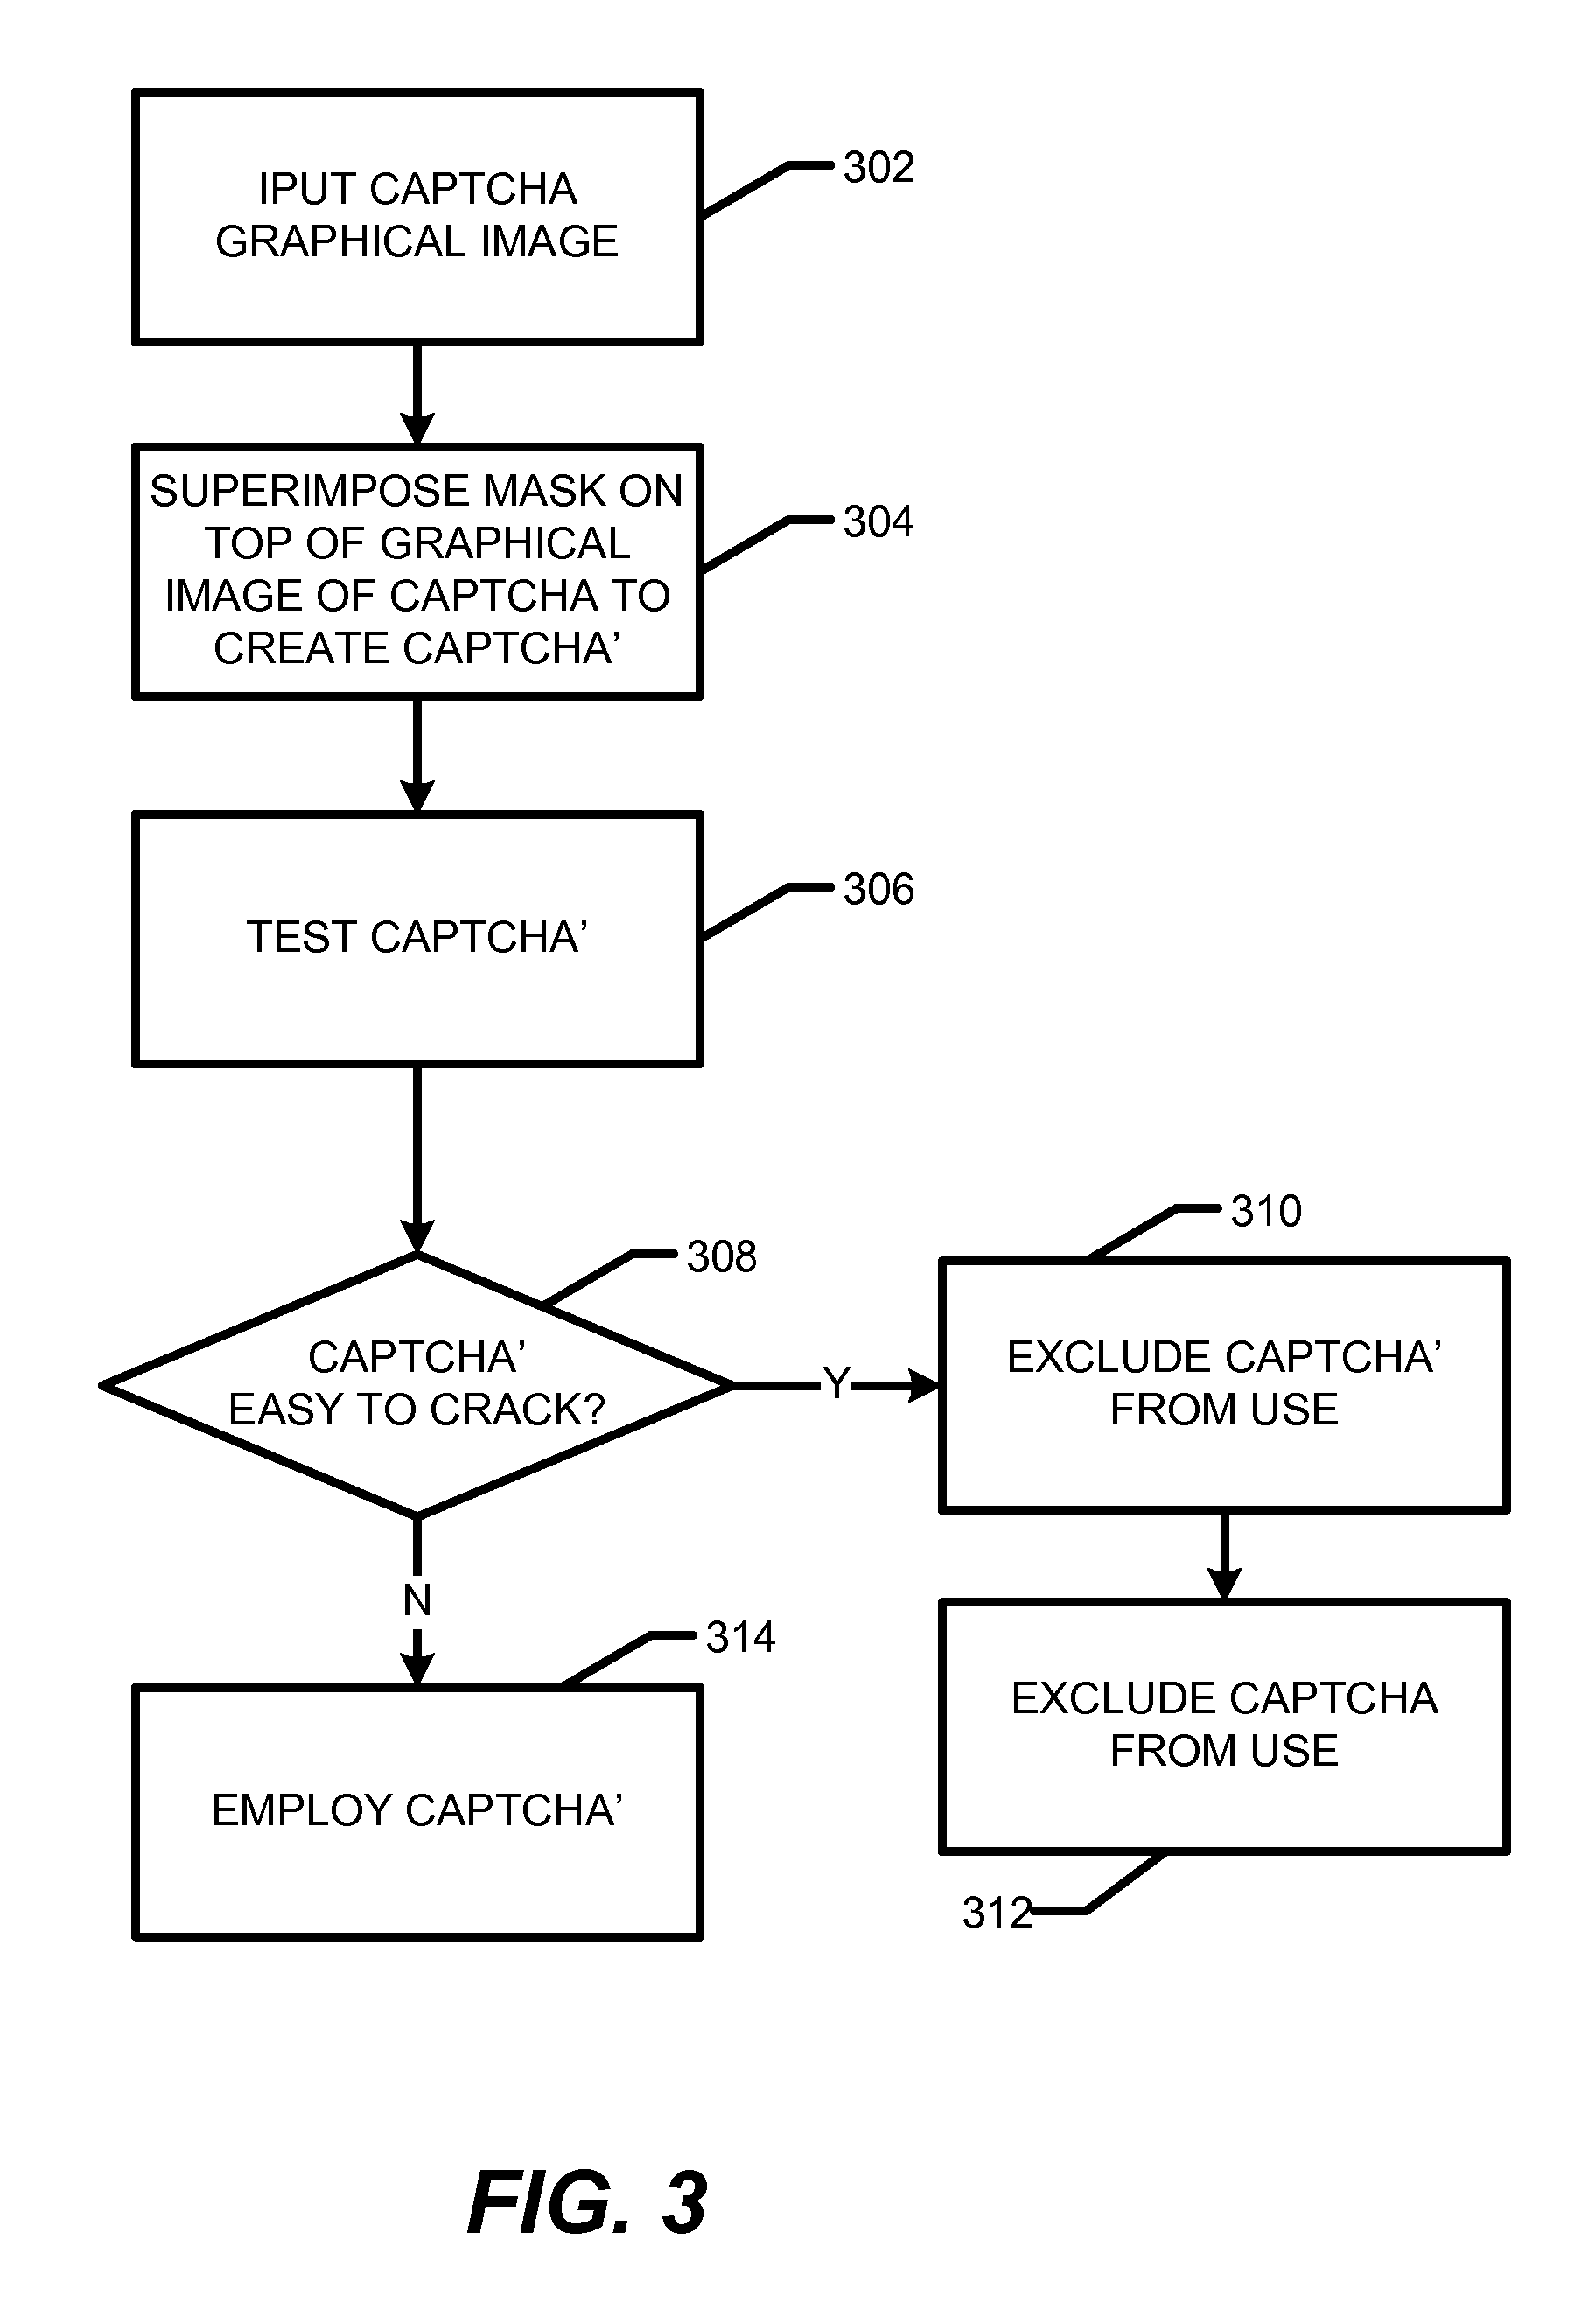 IPUT CAPTCHA
GRAPHICAL IMAGE
302
SUPERIMPOSE MASK ON
TOP OF GRAPHICAL
IMAGE OF CAPTCHA TO
CREATE CAPTCHA’
304
TEST CAPTCHA’
306
CAPTCHA’
EASY TO CRACK?
308
Y
310
EXCLUDE CAPTCHA’
FROM USE
N
314
EMPLOY CAPTCHA’
EXCLUDE CAPTCHA
FROM USE
312
FIG. 3